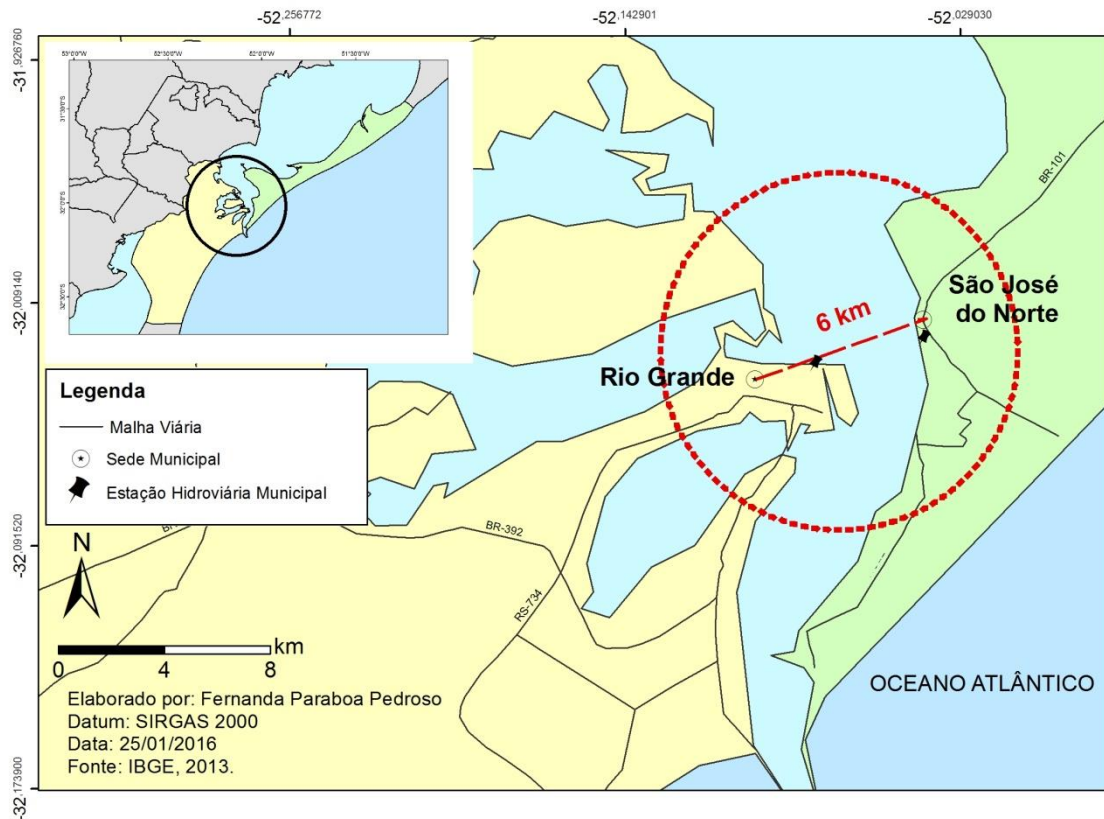 -52,256772
-52,142901
-52,029030
-31,926760
-32,009140
-32,091520
-32,173900
53°0'0"W
52°30'0"W
52°0'0"W
51°30'0"W
31°30'0"S
32°0'0"S
32°30'0"S
BR-101
São José
do Norte
6 km
Rio Grande
Legenda
Malha Viária
Sede Municipal
Estação Hidroviária Municipal
BR-392
RS-734
N
km
0 4 8
OCEANO ATLÂNTICO
Elaborado por: Fernanda Paraboa Pedroso
Datum: SIRGAS 2000
Data: 25/01/2016
Fonte: IBGE, 2013.